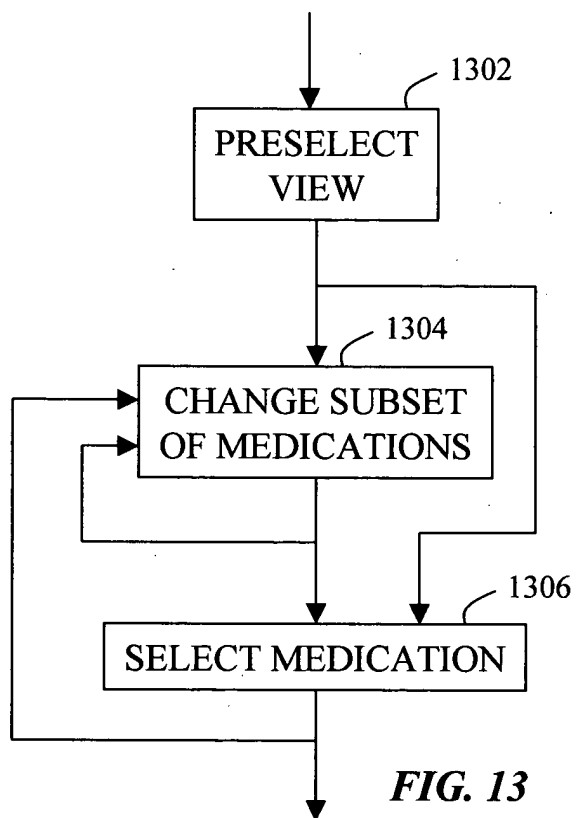 1302
PRESELECT
VIEW
1304
CHANGE SUBSET
OF MEDICATIONS
1306
SELECT MEDICATION
FIG. 13